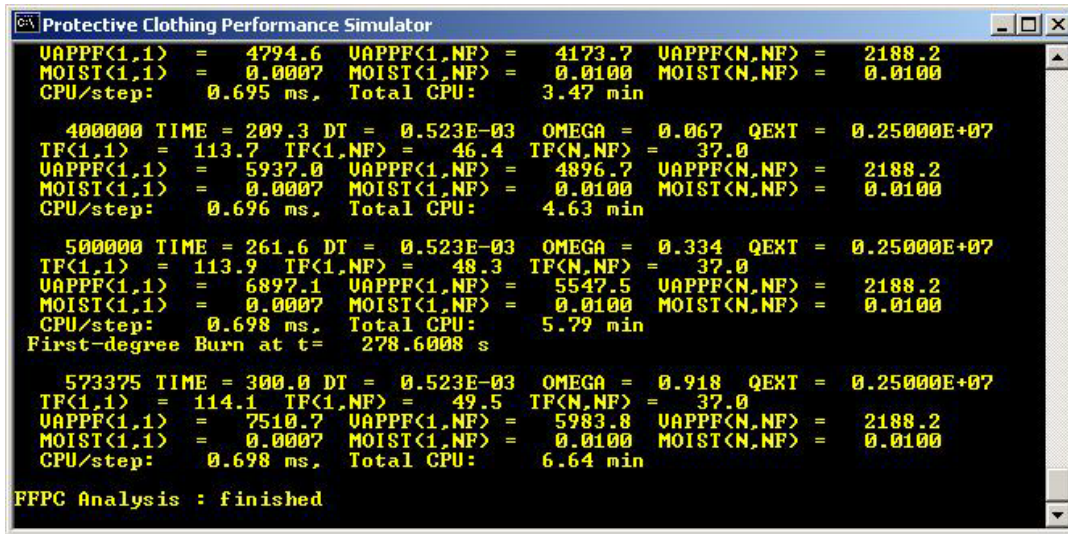 Protective Clothing Performance Simulator
VAPPF(1,1) = 4794.6 VAPPF(1,NF) = 4173.7 VAPPF(N,NF) = 2188.2
MOIST(1,1) = 0.0007 MOIST(1,NF) = 0.0100 MOIST(N,NF) = 0.0100
CPU/step: 0.695 ms, Total CPU: 3.47 min
400000 TIME = 209.3 DT = 0.523E-03 OMEGA = 0.067 QEXT = 0.25000E+07
TF(1,1) = 113.7 TF(1,NF) = 46.4 TF(N,NF) = 37.0
VAPPF(1,1) = 5937.0 VAPPF(1,NF) = 4896.7 VAPPF(N,NF) = 2188.2
MOIST(1,1) = 0.0007 MOIST(1,NF) = 0.0100 MOIST(N,NF) = 0.0100
CPU/step: 0.696 ms, Total CPU: 4.63 min
500000 TIME = 261.6 DT = 0.523E-03 OMEGA = 0.334 QEXT = 0.25000E+07
TF(1,1) = 113.9 TF(1,NF) = 48.3 TF(N,NF) = 37.0
VAPPF(1,1) = 6897.1 VAPPF(1,NF) = 5547.5 VAPPF(N,NF) = 2188.2
MOIST(1,1) = 0.0007 MOIST(1,NF) = 0.0100 MOIST(N,NF) = 0.0100
CPU/step: 0.698 ms, Total CPU: 5.79 min
First-degree Burn at t= 278.6008 s
573375 TIME = 300.0 DT = 0.523E-03 OMEGA = 0.918 QEXT = 0.25000E+07
TF(1,1) = 114.1 TF(1,NF) = 49.5 TF(N,NF) = 37.0
VAPPF(1,1) = 7510.7 VAPPF(1,NF) = 5983.8 VAPPF(N,NF) = 2188.2
MOIST(1,1) = 0.0007 MOIST(1,NF) = 0.0100 MOIST(N,NF) = 0.0100
CPU/step: 0.698 ms, Total CPU: 6.64 min
FFPC Analysis : finished